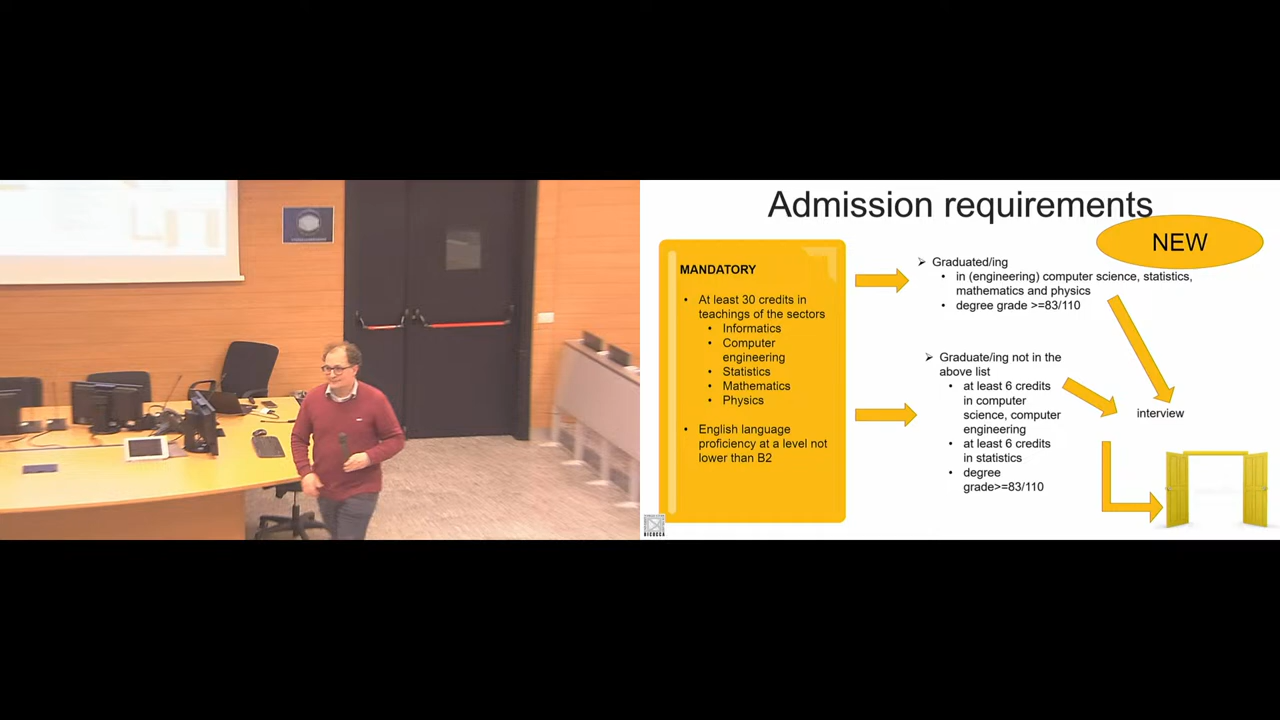 Admission requirements
NEW
MANDATORY
• At least 30 credits in
teachings of the sectors
• Informatics
• Computer
engineering
• Statistics
• Mathematics
• Physics
• English language
proficiency at a level not
lower than B2
➢ Graduated/ing
• in (engineering) computer science, statistics,
mathematics and physics
• degree grade >=83/110
➢ Graduate/ing not in the
above list
• at least 6 credits
in computer
science, computer
engineering
• at least 6 credits
in statistics
• degree
grade>=83/110
interview
BICOCCA